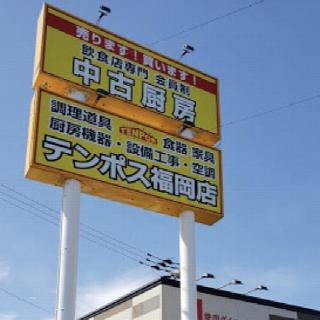 売ります！買います！
飲食店専門 会員制
中古厨房
調理道具 TENPOS 食器 家具
厨房機器・設備工事・空調
テンポス福岡店